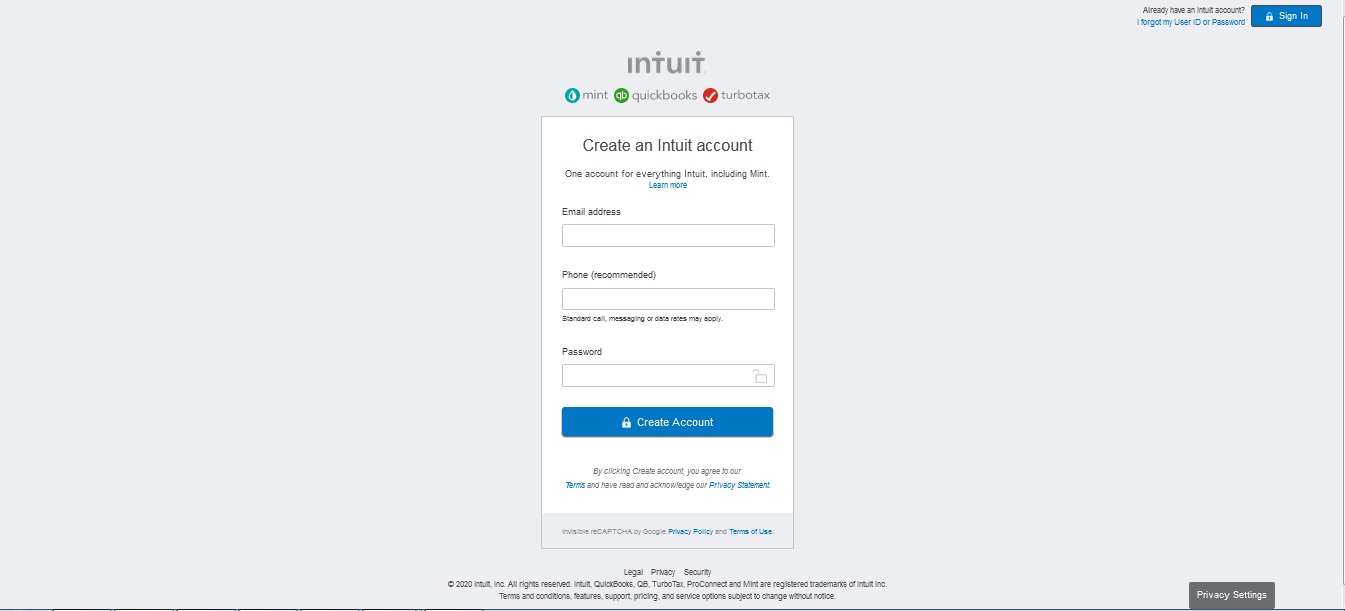 Already have an Intuit account?
I forgot my User ID or Password
Sign In
ıntuıt
mint qb quickbooks turbotax
Create an Intuit account
One account for everything Intuit, including Mint.
Learn more
Email address
Phone (recommended)
Standard call, messaging or data rates may apply.
Password
Create Account
By clicking Create account, you agree to our
Terms and have read and acknowledge our Privacy Statement
Invisible reCAPTCHA by Google Privacy Policy and Terms of Use.
Legal Privacy Security
© 2020 Intuit, Inc. All rights reserved. Intuit, QuickBooks, QB, TurboTax, ProConnect and Mint are registered trademarks of Intuit Inc.
Terms and conditions, features, support, pricing, and service options subject to change without notice.
Privacy Settings